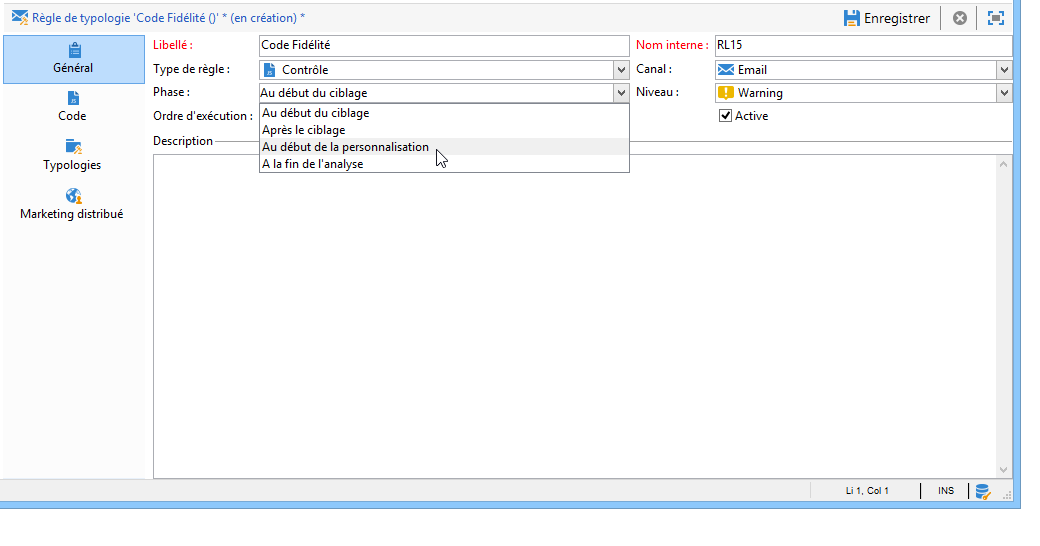 Règle de typologie 'Code Fidélité ()' * (en création) *
Enregistrer
Général
Code
Typologies
Marketing distribué
Libellé : Code Fidélité Nom interne : RL15
Type de règle : Contrôle Canal : Email
Phase : Au début du ciblage Niveau : Warning
Ordre d'exécution : Active
Au début du ciblage
Après le ciblage
Au début de la personnalisation
A la fin de l'analyse
Description
Li 1, Col 1 INS